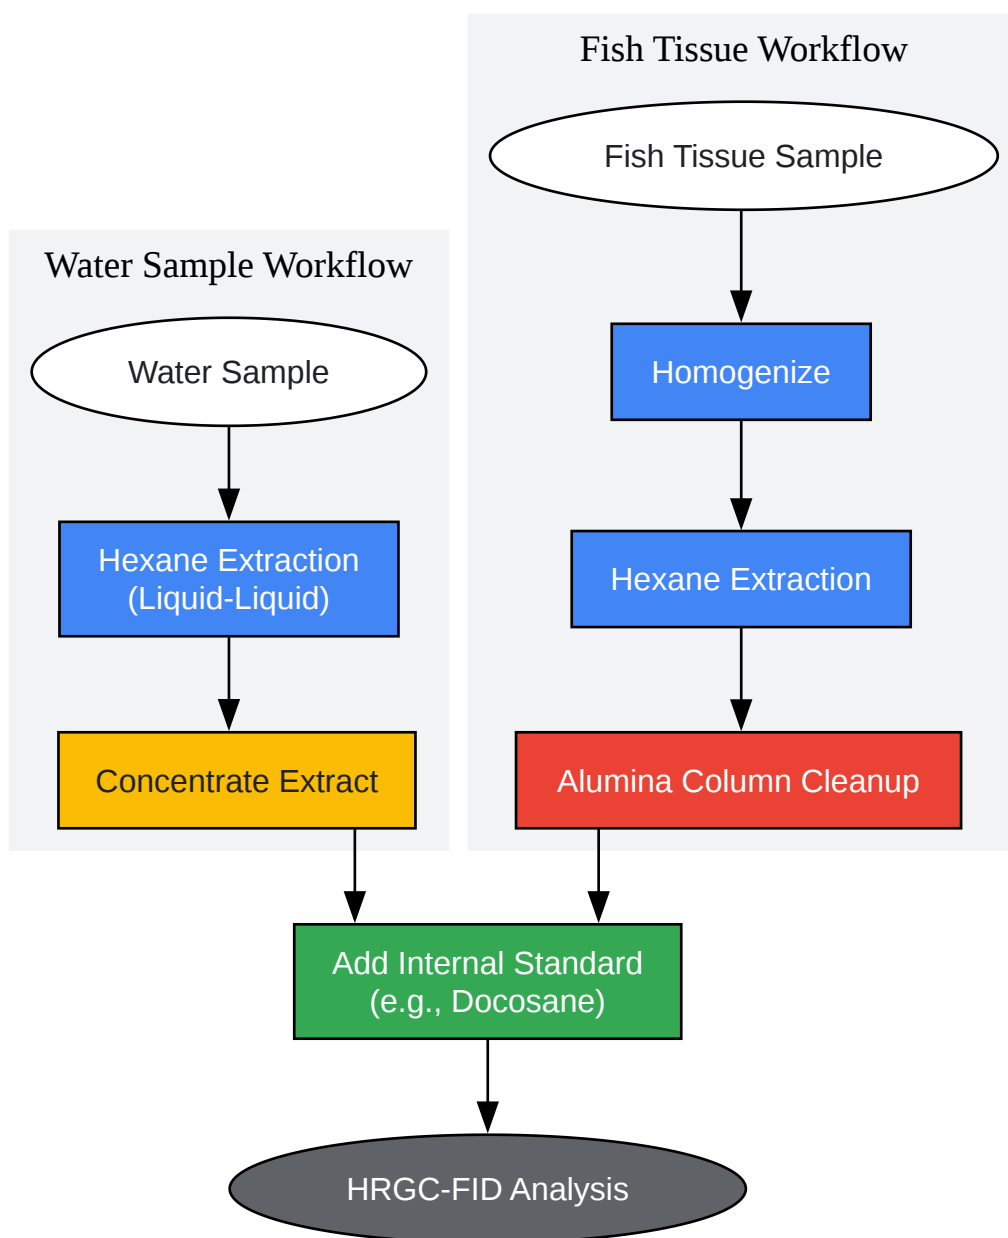 Fish Tissue Workflow
Fish Tissue Sample
Homogenize
Hexane Extraction
Alumina Column Cleanup
Water Sample Workflow
Water Sample
Hexane Extraction
(Liquid-Liquid)
Concentrate Extract
Add Internal Standard
(e.g., Docosane)
HRGC-FID Analysis